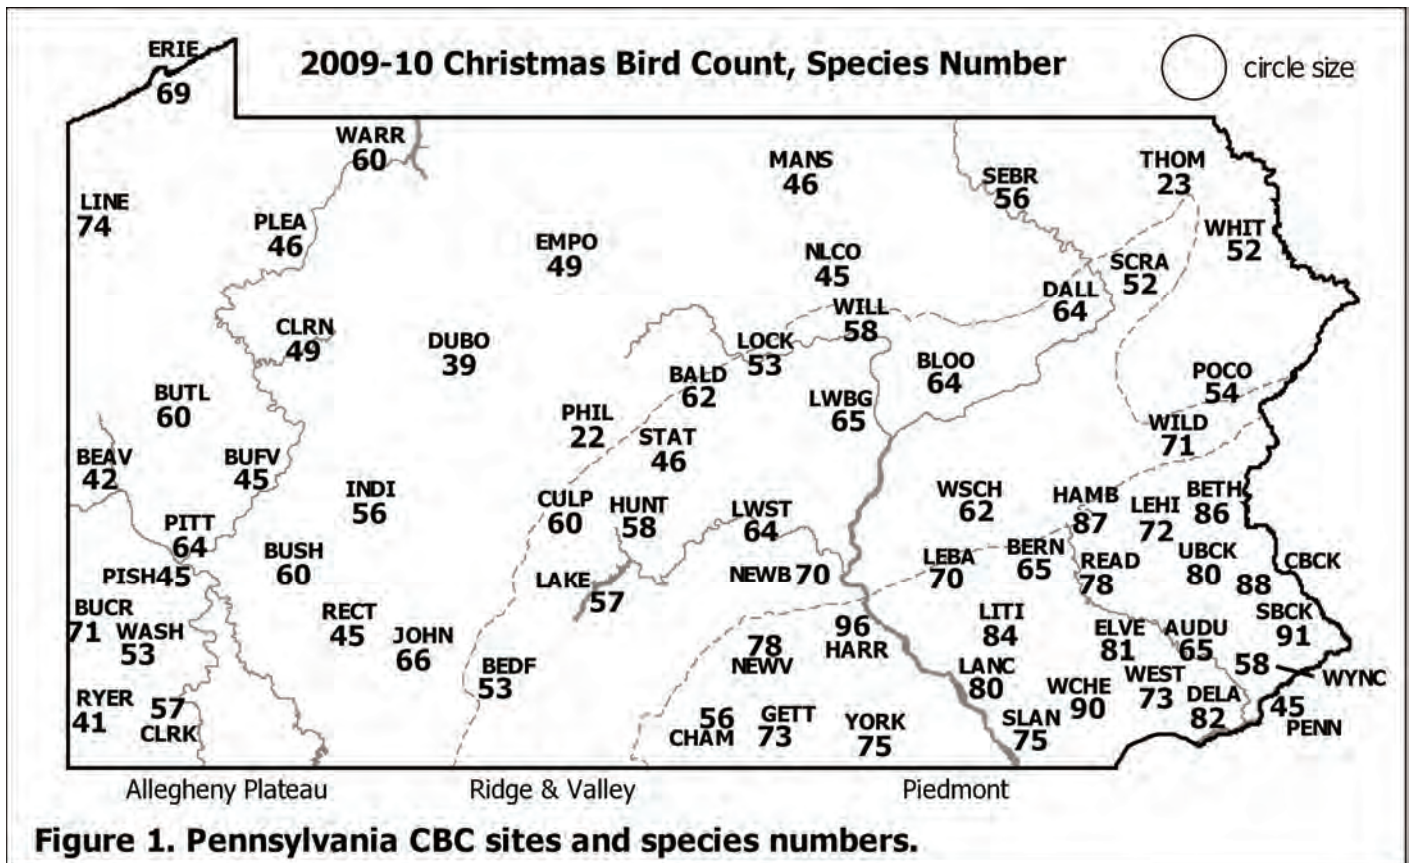 ERIE
69
2009-10 Christmas Bird Count, Species Number
circle size
WARR
60
MANS
46
SEBR
56
THOM
23
LINE
74
PLEA
46
EMPO
49
NLCO
45
WHIT
52
SCRA
52
DALL
64
WILL
58
CLRN
49
DUBO
39
LOCK
53
BLOO
64
BALD
62
POCO
54
BUTL
60
LWBG
65
PHIL
22
WILD
71
STAT
46
BEAV
42
BUFV
45
INDI
56
CULP
60
HUNT
58
LWST
64
WSCH
62
HAMB
87
LEHI
72
BETH
86
PITT
64
BUSH
60
LEBA
70
BERN
65
READ
78
UBCK
80
CBCK
88
PISH 45
LAKE
57
NEWB 70
BUCR
71
WASH
53
RECT
45
JOHN
66
LITI
84
ELVE
81
AUDU
65
SBCK
91
96
HARR
78
NEWV
BEDF
53
LANC
80
WCHE
90
WEST
73
58
WYNC
RYER
41
57
CLRK
56
CHAM
GETT
73
YORK
75
SLAN
75
DELA
82
45
PENN
Allegheny Plateau
Ridge & Valley
Piedmont
Figure 1. Pennsylvania CBC sites and species numbers.